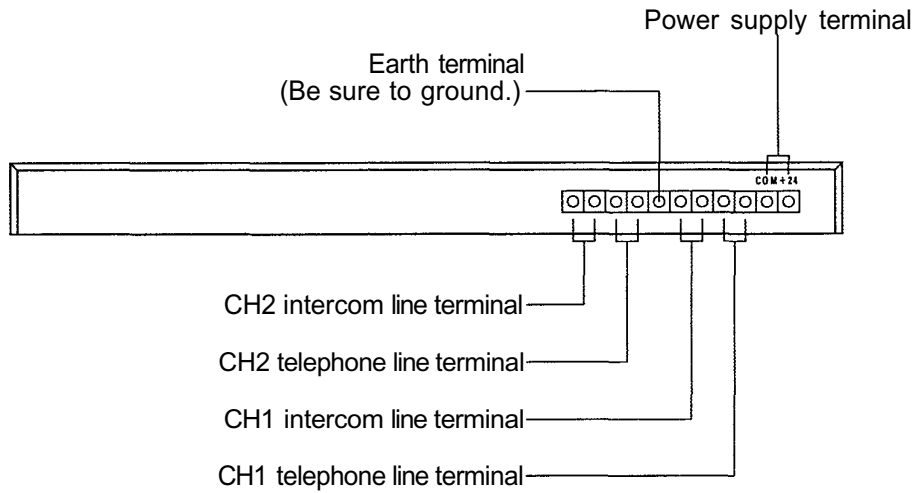 Power supply terminal
Earth terminal
(Be sure to ground.)
COM+24
CH2 intercom line terminal
CH2 telephone line terminal
CH1 intercom line terminal
CH1 telephone line terminal